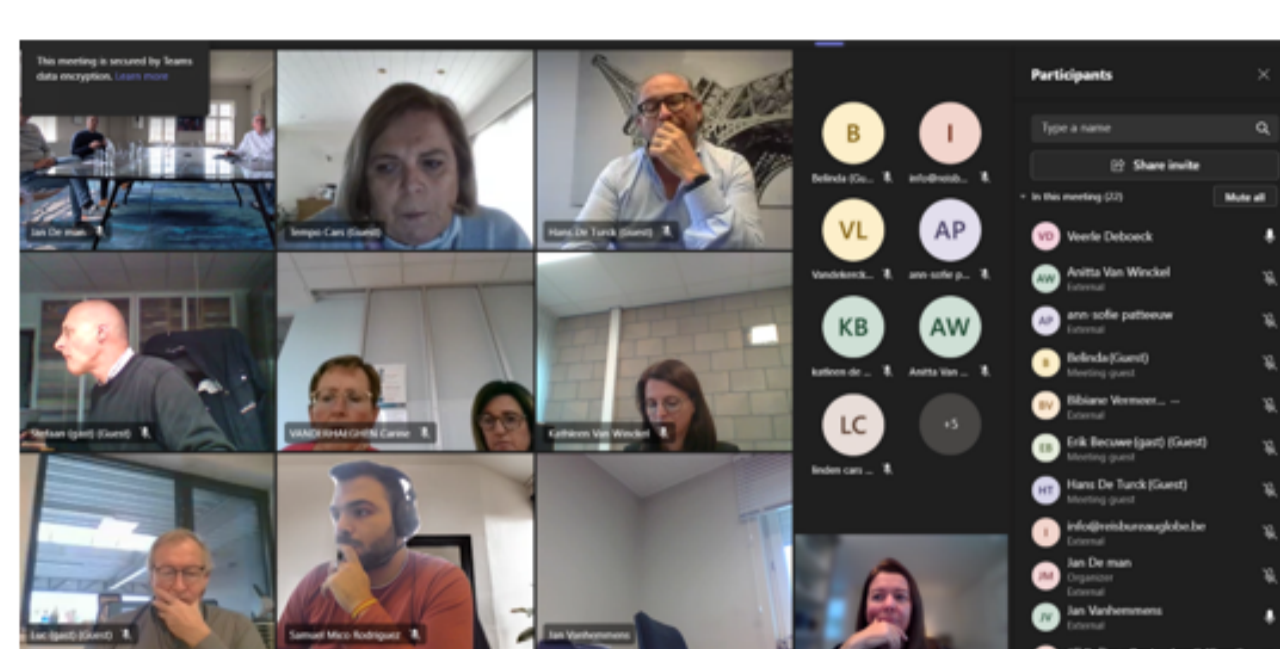 This meeting is secured by Teams
data encryption. Learn more
Jan De man
Tempo Cars (Guest)
Hans De Turck (Guest)
Stefaan (gast) (Guest)
VANDERHAEGHEN Carine
Kathleen Van Winckel
Luc (gast) (Guest)
Samuel Mico Rodriguez
Jan Vanhemmens
B
I
Belinda (Gu...
info@reisb...
VL
AP
Vandekerck...
ann-sofie p...
KB
AW
katleen de ...
Anitta Van ...
LC
+5
linden cars ...
Participants
Type a name
Share invite
In this meeting (22)
Mute all
VD
Veerle Deboeck
AW
Anitta Van Winckel
External
AP
ann-sofie patteeuw
External
B
Belinda (Guest)
Meeting guest
BV
Bibiane Vermeer...
External
EB
Erik Becuwe (gast) (Guest)
Meeting guest
HT
Hans De Turck (Guest)
Meeting guest
I
info@reisbureauglobe.be
External
JM
Jan De man
Organizer
External
JV
Jan Vanhemmens
External